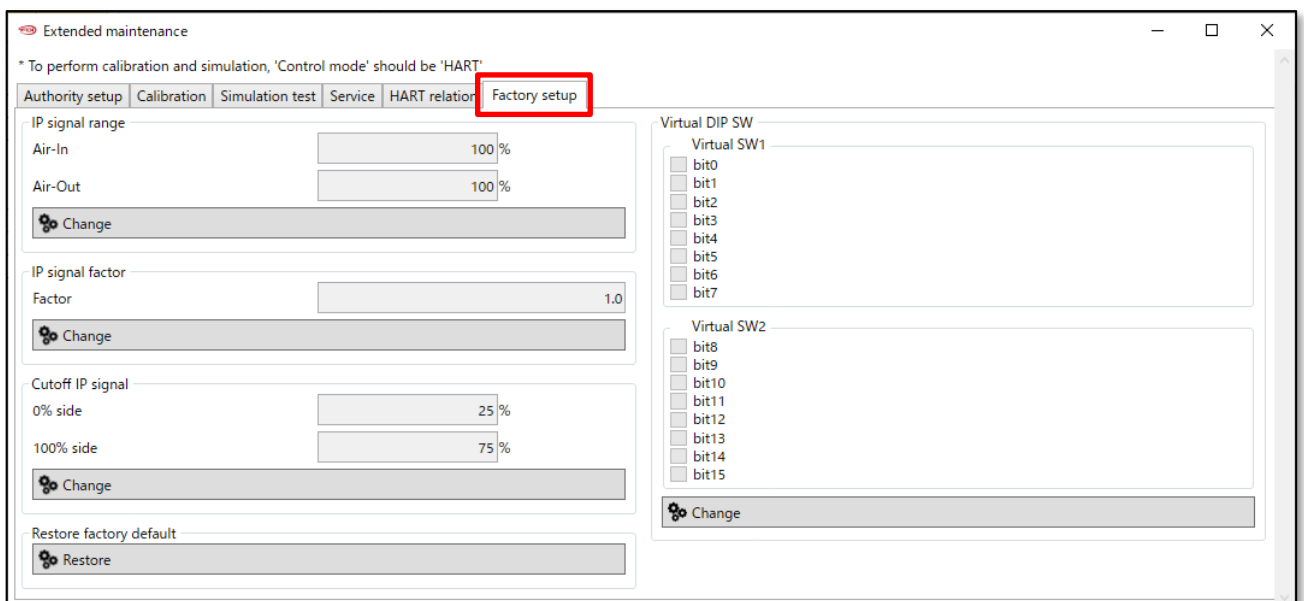 Extended maintenance
* To perform calibration and simulation, 'Control mode' should be 'HART'
Authority setup Calibration Simulation test Service HART relation Factory setup
IP signal range
Air-In 100 %
Air-Out 100 %
Change
IP signal factor
Factor 1.0
Change
Cutoff IP signal
0% side 25 %
100% side 75 %
Change
Restore factory default
Restore
Virtual DIP SW
Virtual SW1
bit0
bit1
bit2
bit3
bit4
bit5
bit6
bit7
Virtual SW2
bit8
bit9
bit10
bit11
bit12
bit13
bit14
bit15
Change